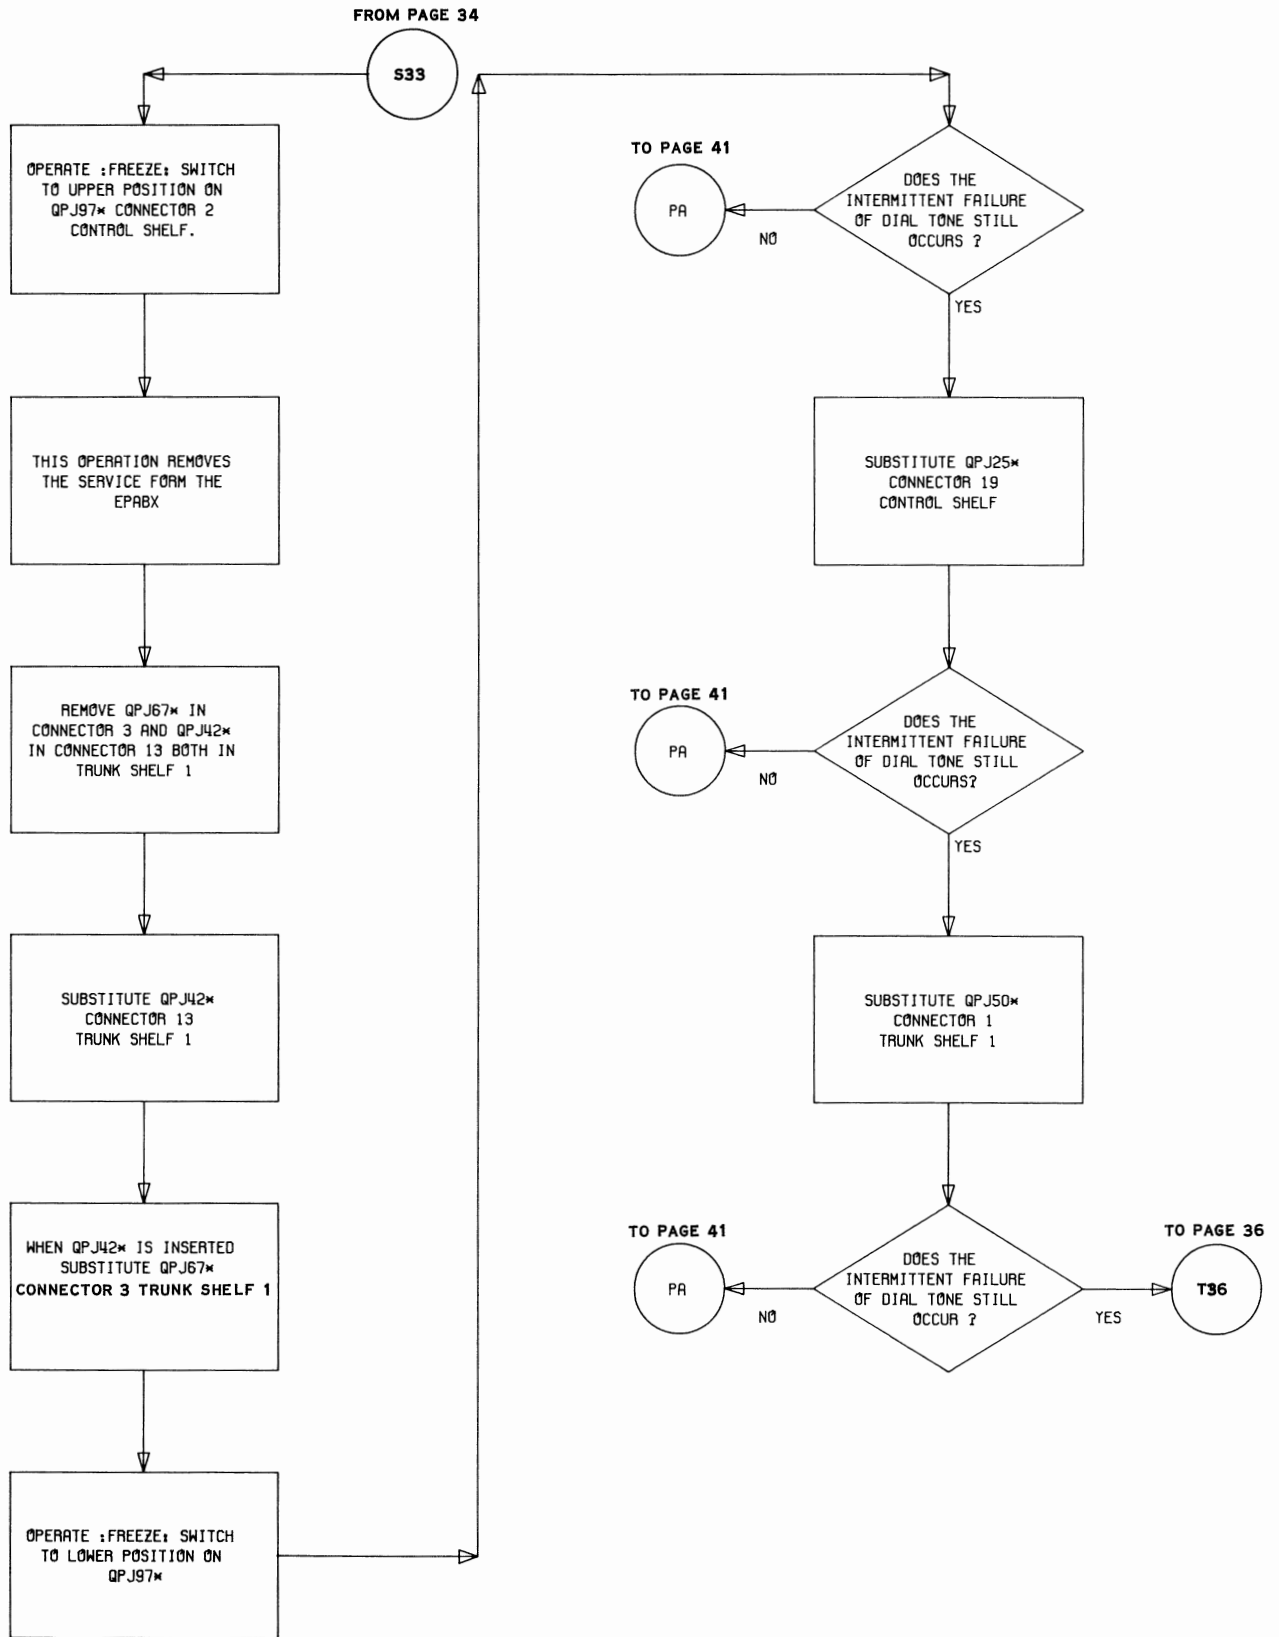 FROM PAGE 34
S33
OPERATE :FREEZE: SWITCH
TO UPPER POSITION ON
QPJ97* CONNECTOR 2
CONTROL SHELF.
THIS OPERATION REMOVES
THE SERVICE FORM THE
EPABX
REMOVE QPJ67* IN
CONNECTOR 3 AND QPJ42*
IN CONNECTOR 13 BOTH IN
TRUNK SHELF 1
SUBSTITUTE QPJ42*
CONNECTOR 13
TRUNK SHELF 1
WHEN QPJ42* IS INSERTED
SUBSTITUTE QPJ67*
CONNECTOR 3 TRUNK SHELF 1
OPERATE :FREEZE: SWITCH
TO LOWER POSITION ON
QPJ97*
DOES THE
INTERMITTENT FAILURE
OF DIAL TONE STILL
OCCURS ?
TO PAGE 41
PA
NO
YES
SUBSTITUTE QPJ25*
CONNECTOR 19
CONTROL SHELF
DOES THE
INTERMITTENT FAILURE
OF DIAL TONE STILL
OCCURS?
TO PAGE 41
PA
NO
YES
SUBSTITUTE QPJ50*
CONNECTOR 1
TRUNK SHELF 1
DOES THE
INTERMITTENT FAILURE
OF DIAL TONE STILL
OCCUR ?
TO PAGE 41
PA
NO
YES
TO PAGE 36
T36